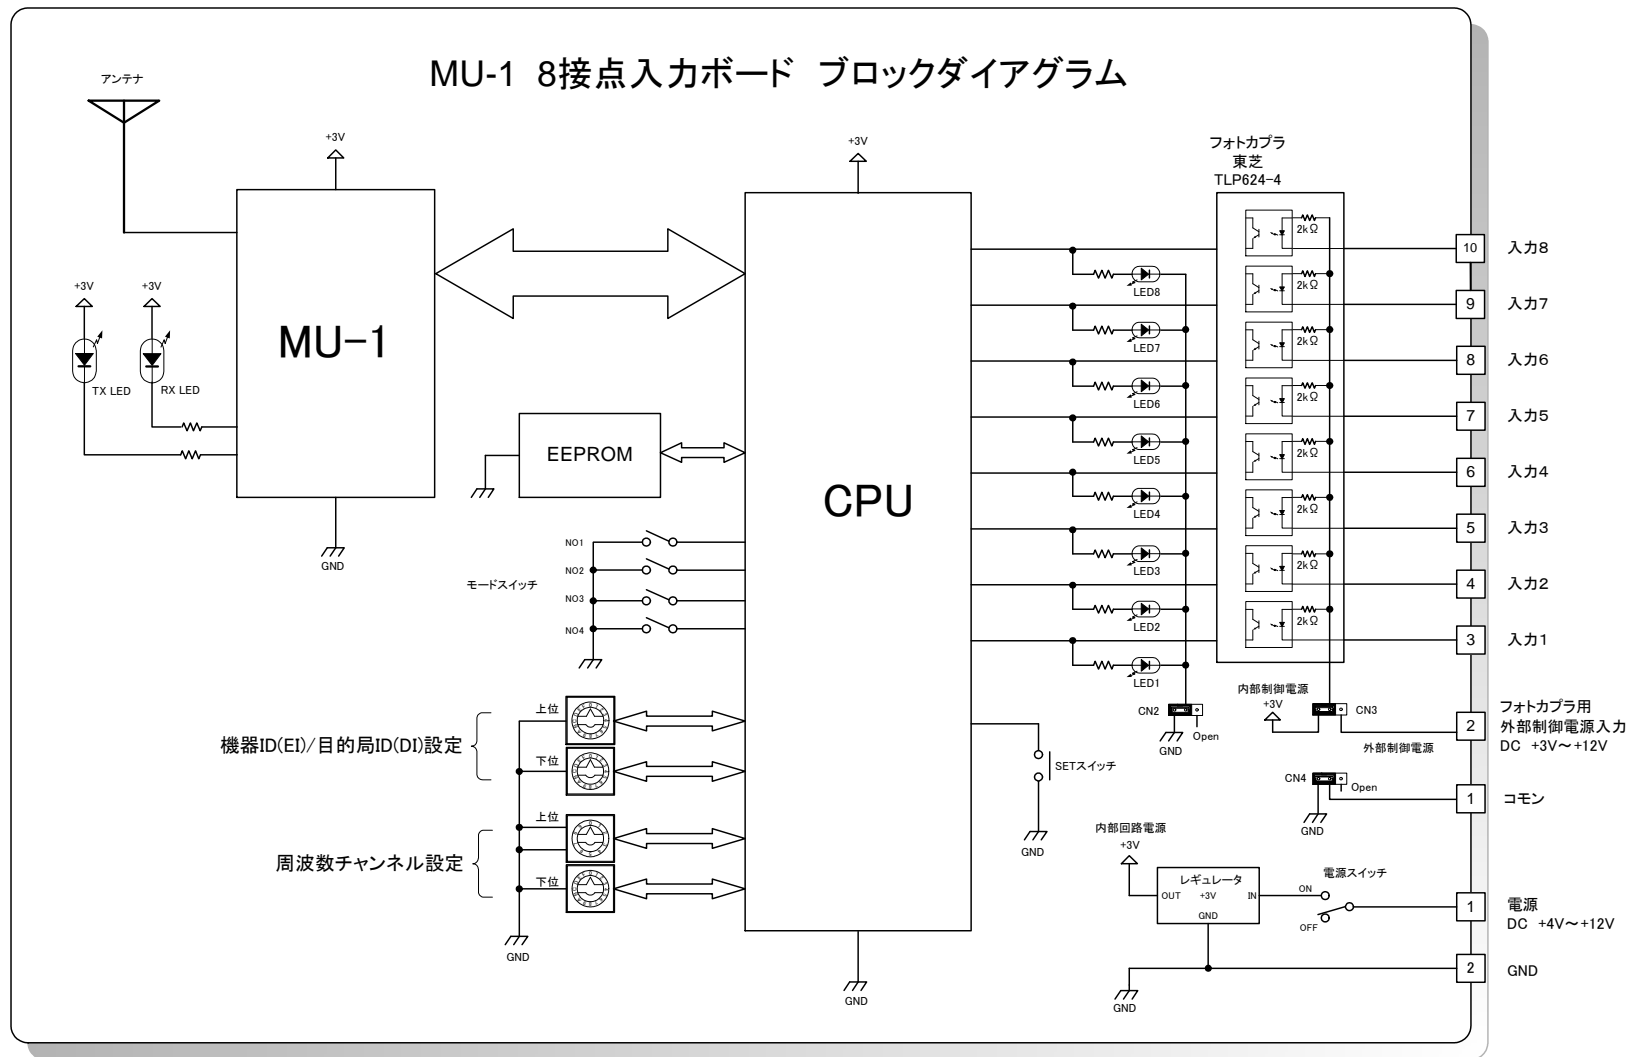 MU-1 8接点入力ボード ブロックダイアグラム
アンテナ
+3V
MU-1
GND
+3V
+3V
TX LED
RX LED
EEPROM
モードスイッチ
NO1
NO2
NO3
NO4
機器ID(EI)/目的局ID(DI)設定
上位
下位
周波数チャンネル設定
上位
下位
GND
+3V
CPU
GND
LED8
LED7
LED6
LED5
LED4
LED3
LED2
LED1
CN2
GND
Open
SETスイッチ
GND
フォトカプラ
東芝
TLP624-4
2kΩ
2kΩ
2kΩ
2kΩ
2kΩ
2kΩ
2kΩ
2kΩ
10 入力8
9 入力7
8 入力6
7 入力5
6 入力4
5 入力3
4 入力2
3 入力1
内部制御電源
+3V
CN3
外部制御電源
2
フォトカプラ用
外部制御電源入力
DC +3V～+12V
CN4
Open
GND
1 コモン
内部回路電源
+3V
レギュレータ
OUT +3V IN
GND
電源スイッチ
ON
OFF
1 電源
DC +4V～+12V
2 GND
GND